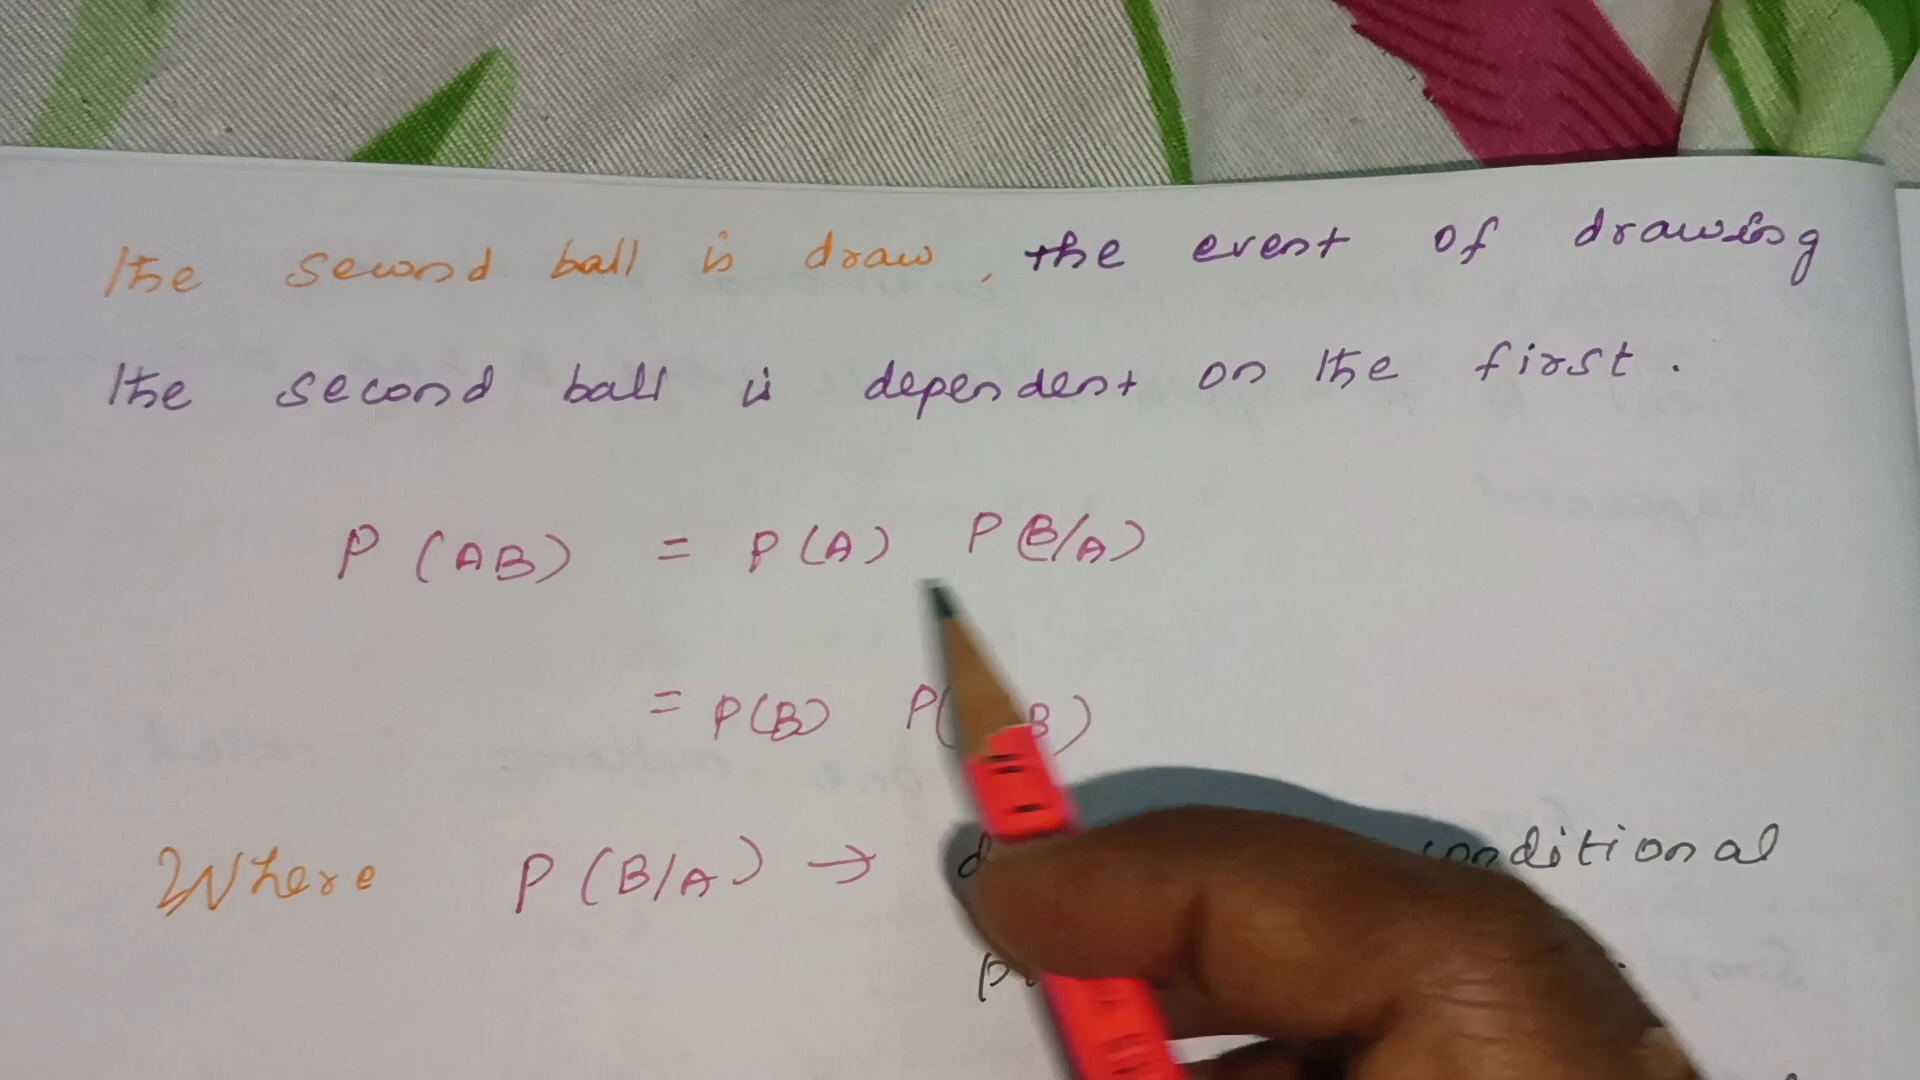 the second ball is draw, the event of drawing
the second ball is dependent on the first.
P (AB) = P(A) P(B/A)
= P(B) P( B)
Where P(B/A) → conditional